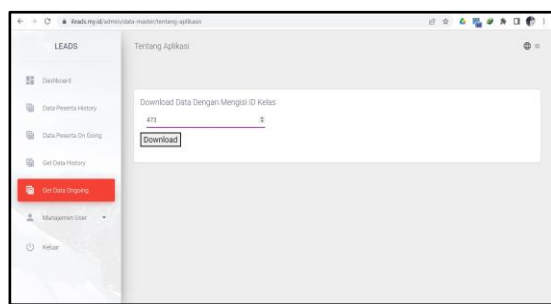 ileads.my.id/admin/data-master/tentang-aplikasi
LEADS
Tentang Aplikasi
Dashboard
Data Peserta History
Data Peserta On Going
Get Data History
Get Data Ongoing
Manajemen User
Keluar
Download Data Dengan Mengisi ID Kelas
473
Download